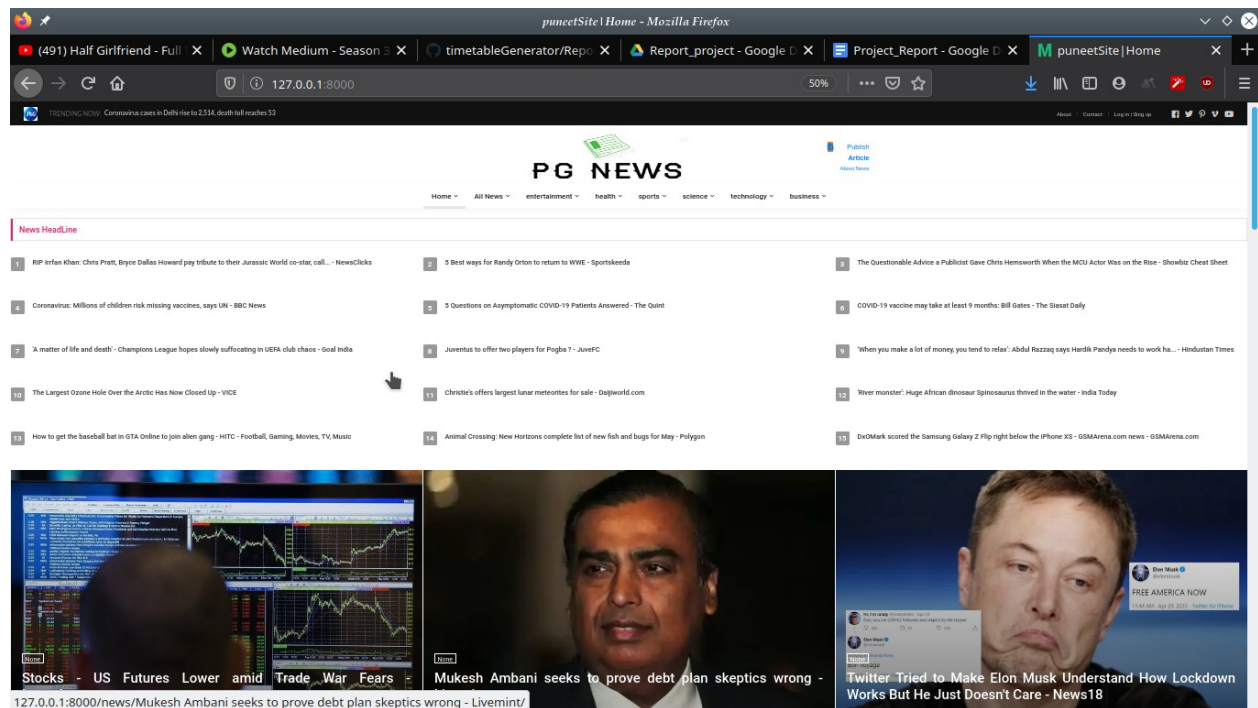 puneetSite | Home - Mozilla Firefox
(491) Half Girlfriend - Full
Watch Medium - Season 3
timetableGenerator/Repo
Report_project - Google D
Project_Report - Google D
puneetSite|Home
127.0.0.1:8000
50%
TRENDING NOW: Coronavirus cases in Delhi rise to 2,514, death toll reaches 53
About
Contact
Login | Sing up
PG NEWS
Publish
Article
About News
Home
All News
entertainment
health
sports
science
technology
business
News HeadLine
1 RIP Irrfan Khan: Chris Pratt, Bryce Dallas Howard pay tribute to their Jurassic World co-star, call... - NewsClicks
2 5 Best ways for Randy Orton to return to WWE - Sportskeeda
3 The Questionable Advice a Publicist Gave Chris Hemsworth When the MCU Actor Was on the Rise - Showbiz Cheat Sheet
4 Coronavirus: Millions of children risk missing vaccines, says UN - BBC News
5 5 Questions on Asymptomatic COVID-19 Patients Answered - The Quint
6 COVID-19 vaccine may take at least 9 months: Bill Gates - The Siasat Daily
7 'A matter of life and death' - Champions League hopes slowly suffocating in UEFA club chaos - Goal India
8 Juventus to offer two players for Pogba ? - JuveFC
9 'When you make a lot of money, you tend to relax': Abdul Razzaq says Hardik Pandya needs to work ha... - Hindustan Times
10 The Largest Ozone Hole Over the Arctic Has Now Closed Up - VICE
11 Christie's offers largest lunar meteorites for sale - Daijiworld.com
12 'River monster': Huge African dinosaur Spinosaurus thrived in the water - India Today
13 How to get the baseball bat in GTA Online to join alien gang - HITC - Football, Gaming, Movies, TV, Music
14 Animal Crossing: New Horizons complete list of new fish and bugs for May - Polygon
15 DxOMark scored the Samsung Galaxy Z Flip right below the iPhone XS - GSMArena.com news - GSMArena.com
Elon Musk
@elonmusk
FREE AMERICA NOW
11:44 AM · Apr 29, 2020 · Twitter for iPhone
Elon Musk
None
Stocks - US Futures Lower amid Trade War Fears -
None
Mukesh Ambani seeks to prove debt plan skeptics wrong -
None
Twitter Tried to Make Elon Musk Understand How Lockdown
Works But He Just Doesn't Care - News18
127.0.0.1:8000/news/Mukesh Ambani seeks to prove debt plan skeptics wrong - Livemint/